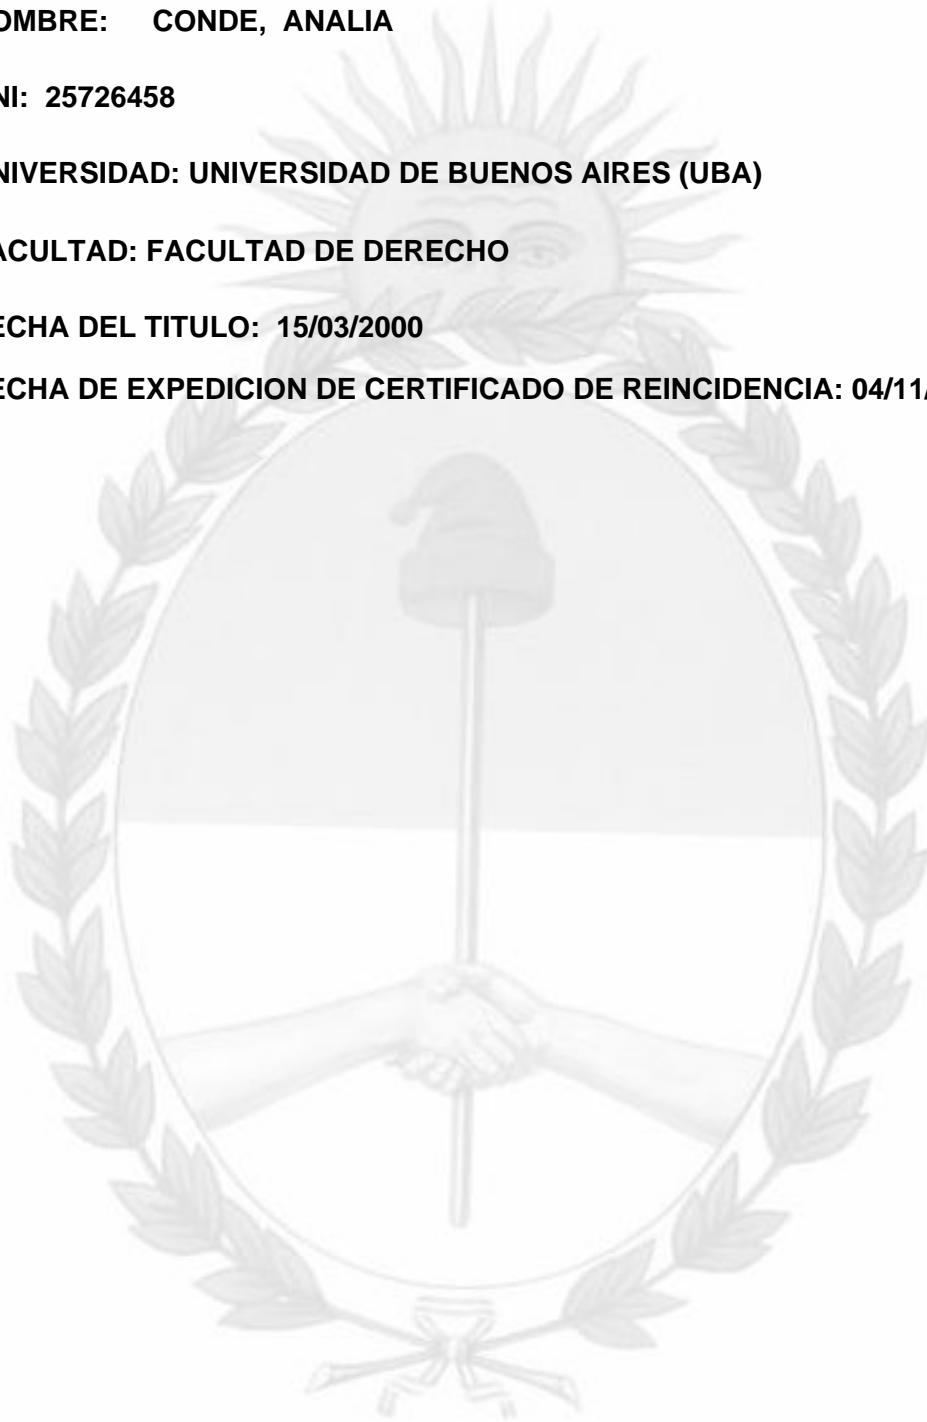 OMBRE: CONDE, ANALIA
NI: 25726458
NIVERSIDAD: UNIVERSIDAD DE BUENOS AIRES (UBA)
ACULTAD: FACULTAD DE DERECHO
ECHA DEL TITULO: 15/03/2000
ECHA DE EXPEDICION DE CERTIFICADO DE REINCIDENCIA: 04/11/